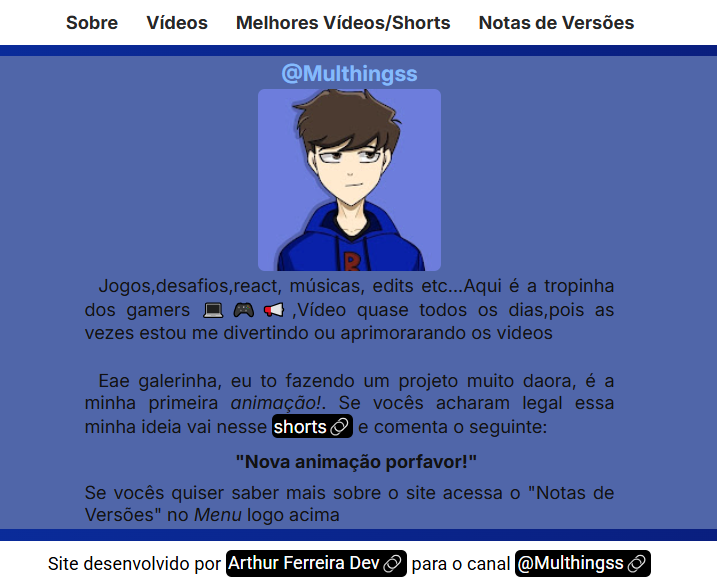 Sobre Vídeos Melhores Vídeos/Shorts Notas de Versões
@Multhingss
B
Jogos,desafios,react, músicas, edits etc...Aqui é a tropinha
dos gamers 💻 🎮 📢 ,Vídeo quase todos os dias,pois as
vezes estou me divertindo ou aprimorarando os videos
Eae galerinha, eu to fazendo um projeto muito daora, é a
minha primeira animação!. Se vocês acharam legal essa
minha ideia vai nesse shorts e comenta o seguinte:
"Nova animação porfavor!"
Se vocês quiser saber mais sobre o site acessa o "Notas de
Versões" no Menu logo acima
Site desenvolvido por Arthur Ferreira Dev para o canal @Multhingss